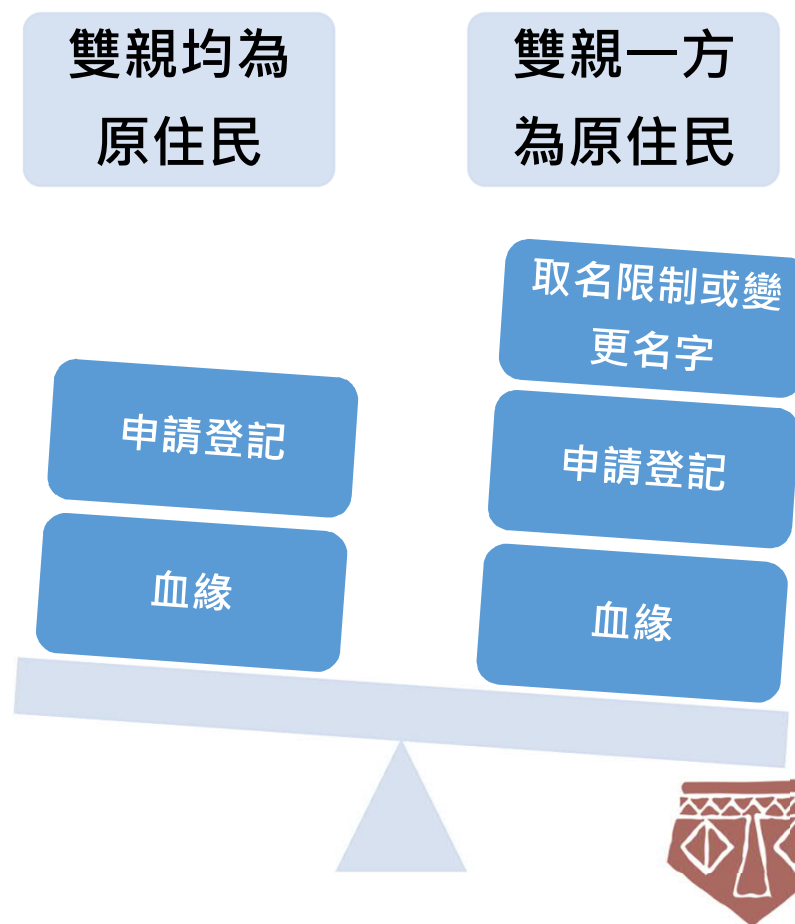 雙親均為
原住民
雙親一方
為原住民
取名限制或變
更名字
申請登記
申請登記
血緣
血緣